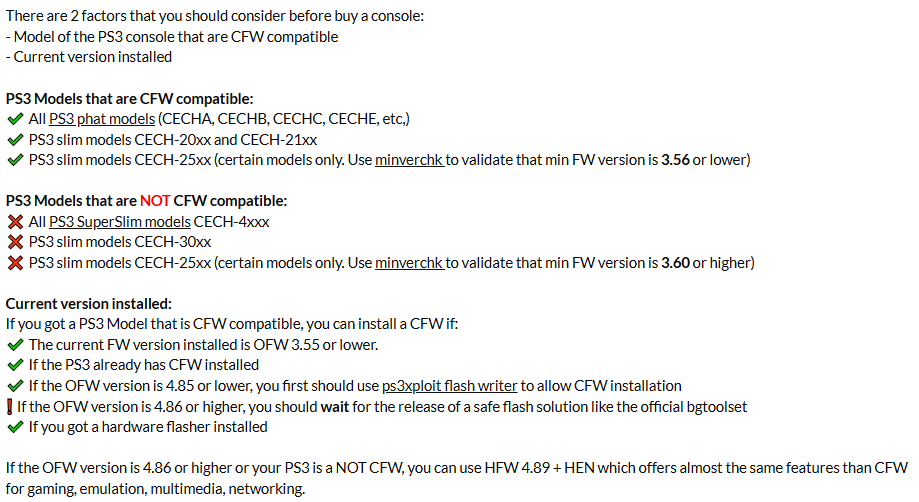 There are 2 factors that you should consider before buy a console:
- Model of the PS3 console that are CFW compatible
- Current version installed
PS3 Models that are CFW compatible:
✔ All PS3 phat models (CECHA, CECHB, CECHC, CECHE, etc,)
✔ PS3 slim models CECH-20xx and CECH-21xx
✔ PS3 slim models CECH-25xx (certain models only. Use minverchk to validate that min FW version is 3.56 or lower)
PS3 Models that are NOT CFW compatible:
❌ All PS3 SuperSlim models CECH-4xxx
❌ PS3 slim models CECH-30xx
❌ PS3 slim models CECH-25xx (certain models only. Use minverchk to validate that min FW version is 3.60 or higher)
Current version installed:
If you got a PS3 Model that is CFW compatible, you can install a CFW if:
✔ The current FW version installed is OFW 3.55 or lower.
✔ If the PS3 already has CFW installed
✔ If the OFW version is 4.85 or lower, you first should use ps3xploit flash writer to allow CFW installation
❗ If the OFW version is 4.86 or higher, you should wait for the release of a safe flash solution like the official bgtoolset
✔ If you got a hardware flasher installed
If the OFW version is 4.86 or higher or your PS3 is a NOT CFW, you can use HFW 4.89 + HEN which offers almost the same features than CFW
for gaming, emulation, multimedia, networking.